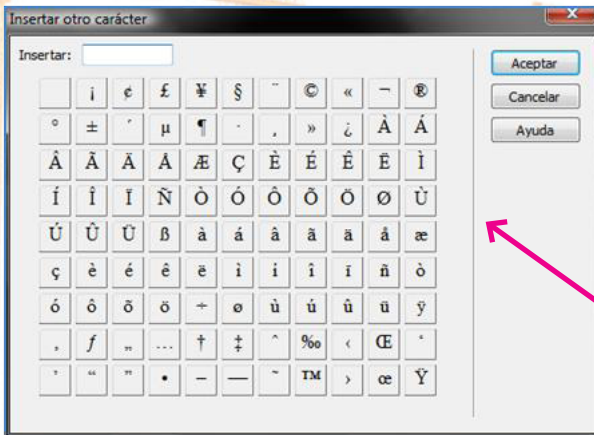 Insertar otro carácter
Insertar:
Aceptar
¡ ¢ £ ¥ § ¨ © « ¬ ®
Cancelar
° ± ´ µ ¶ · ¸ » ¿ À Á
Ayuda
Â Ã Ä Å Æ Ç È É Ê Ë Ì
Í Î Ï Ñ Ò Ó Ô Õ Ö Ø Ù
Ú Û Ü ß à á â ã ä å æ
ç è é ê ë ì í î ï ñ ò
ó ô õ ö ÷ ø ù ú û ü ÿ
‚ ƒ „ … † ‡ ˆ ‰ ‹ Œ ‘
’ “ ” • – — ˜ ™ › œ Ÿ